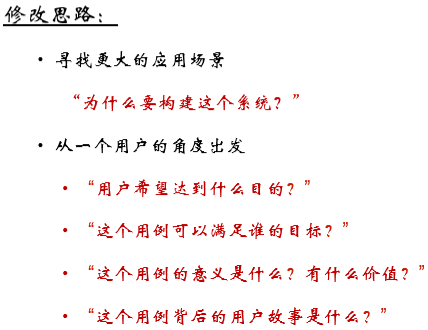 修改思路：
• 寻找更大的应用场景
“为什么要构建这个系统？”
• 从一个用户的角度出发
• “用户希望达到什么目的？”
• “这个用例可以满足谁的目标？”
• “这个用例的意义是什么？有什么价值？”
• “这个用例背后的用户故事是什么？”